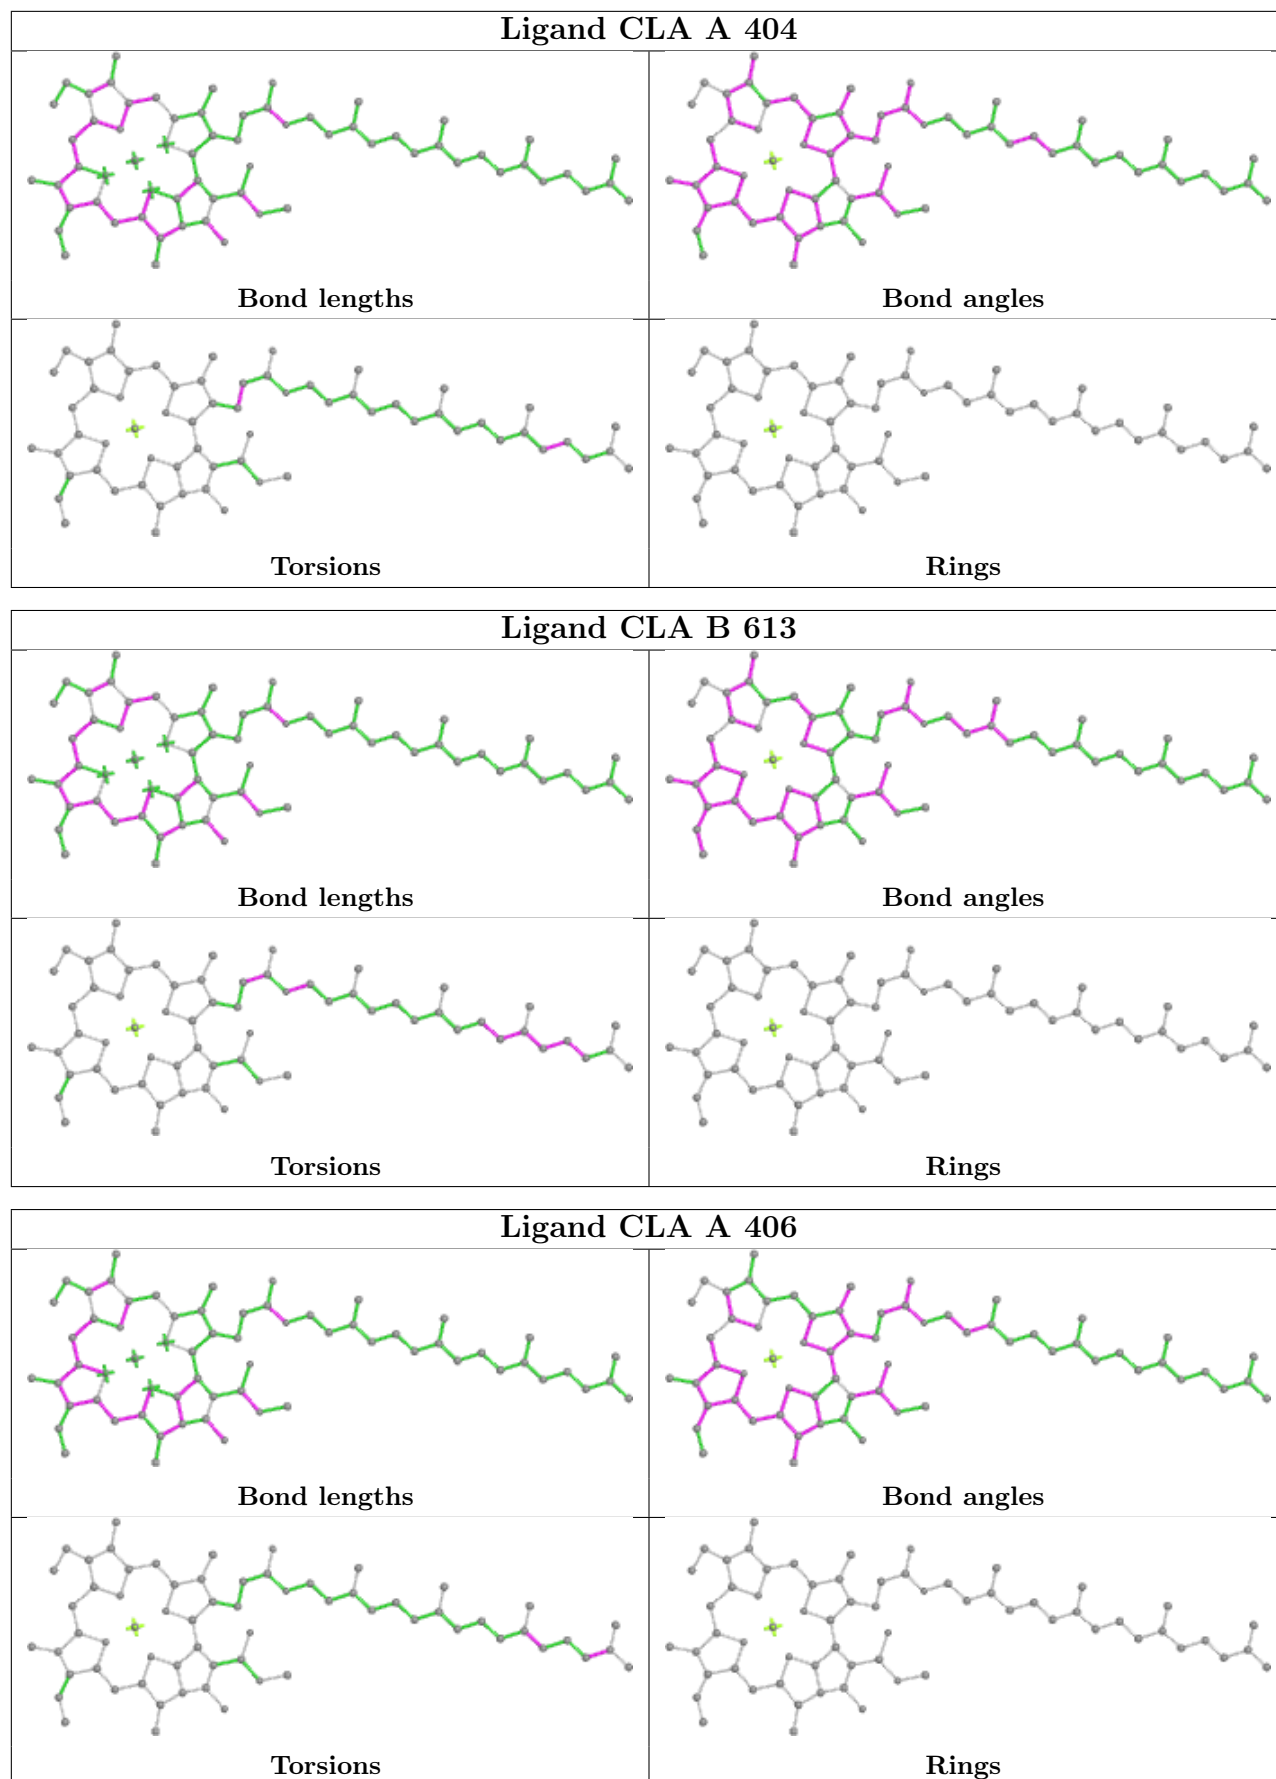 Ligand CLA A 404
Bond lengths
Bond angles
Torsions
Rings
Ligand CLA B 613
Bond lengths
Bond angles
Torsions
Rings
Ligand CLA A 406
Bond lengths
Bond angles
Torsions
Rings